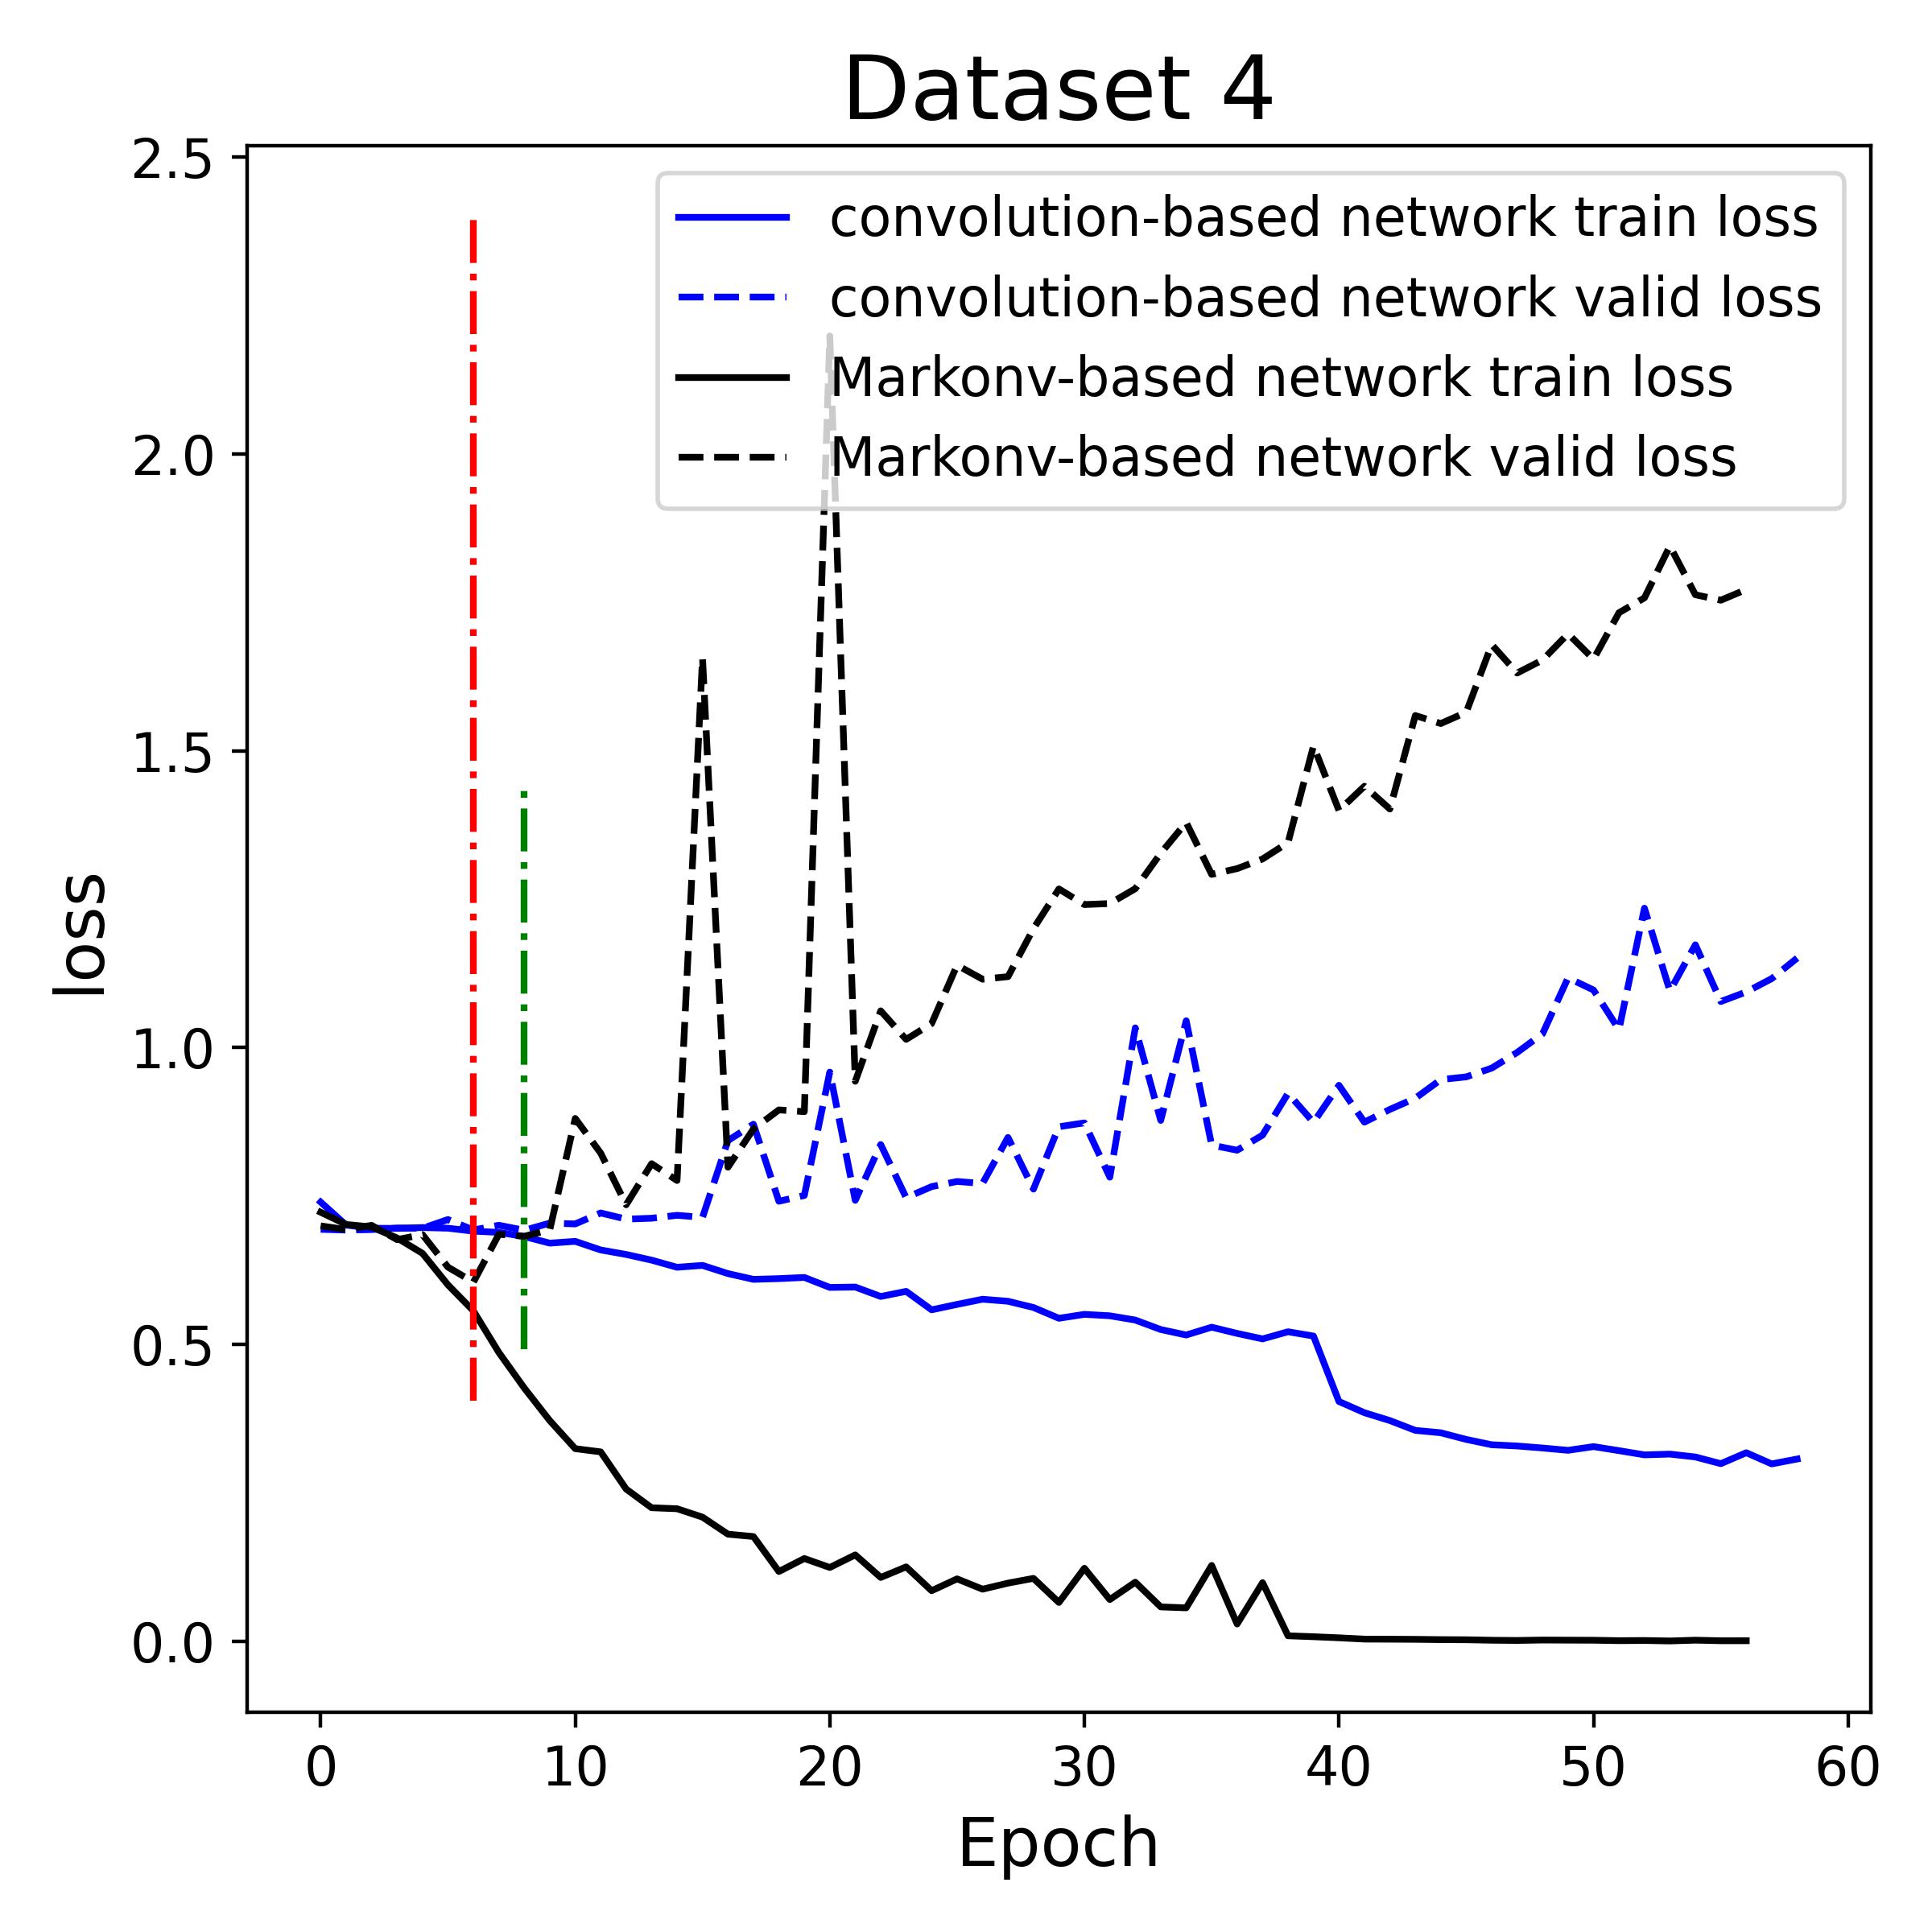 Dataset 4
convolution-based network train loss
convolution-based network valid loss
Markonv-based network train loss
Markonv-based network valid loss
loss
2.5
2.0
1.5
1.0
0.5
0.0
0 10 20 30 40 50 60
Epoch